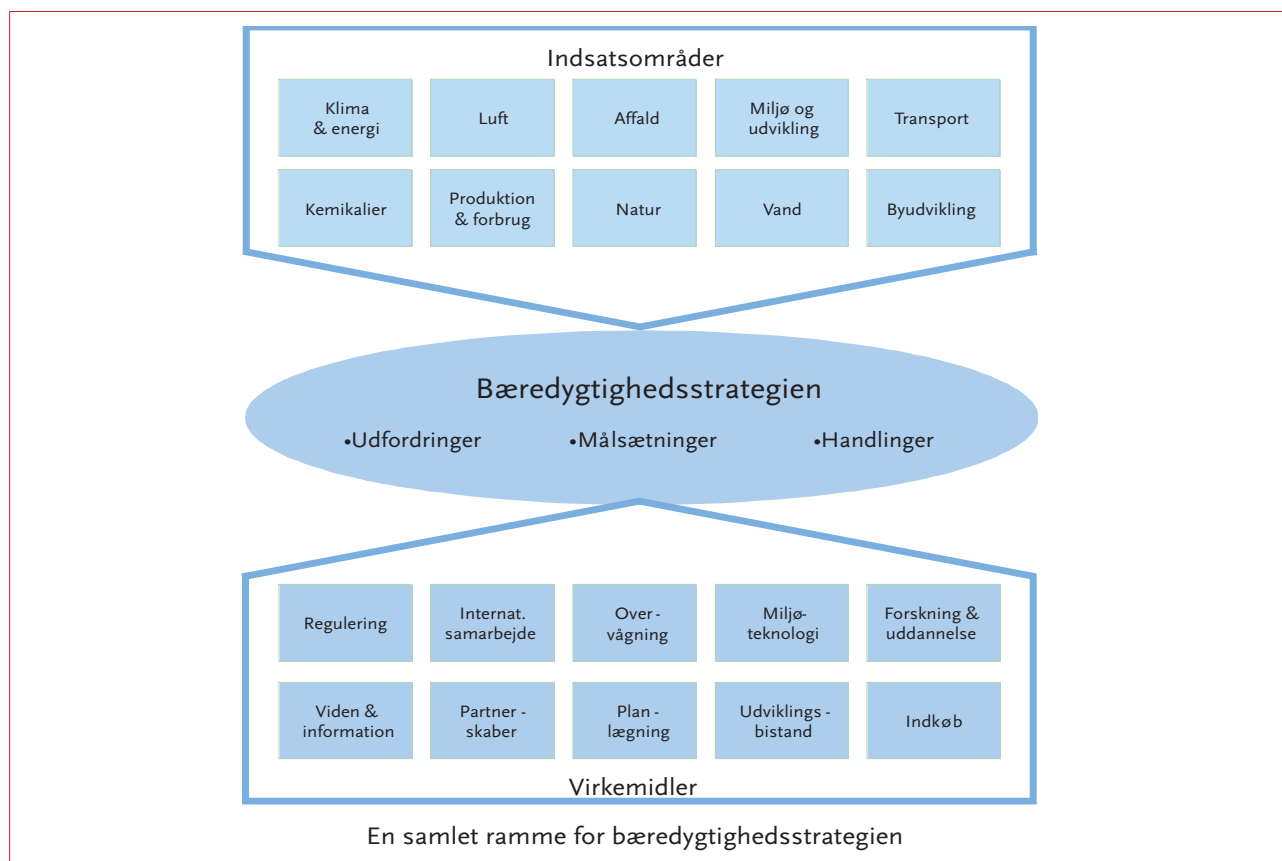 Indsatsområder
Klima
& energi
Luft
Affald
Miljø og
udvikling
Transport
Kemikalier
Produktion
& forbrug
Natur
Vand
Byudvikling
Bæredygtighedsstrategien
•Udfordringer
•Målsætninger
•Handlinger
Regulering
Internat.
samarbejde
Over-
vågning
Miljø-
teknologi
Forskning &
uddannelse
Viden &
information
Partner-
skaber
Plan-
lægning
Udviklings-
bistand
Indkøb
Virkemidler
En samlet ramme for bæredygtighedsstrategien